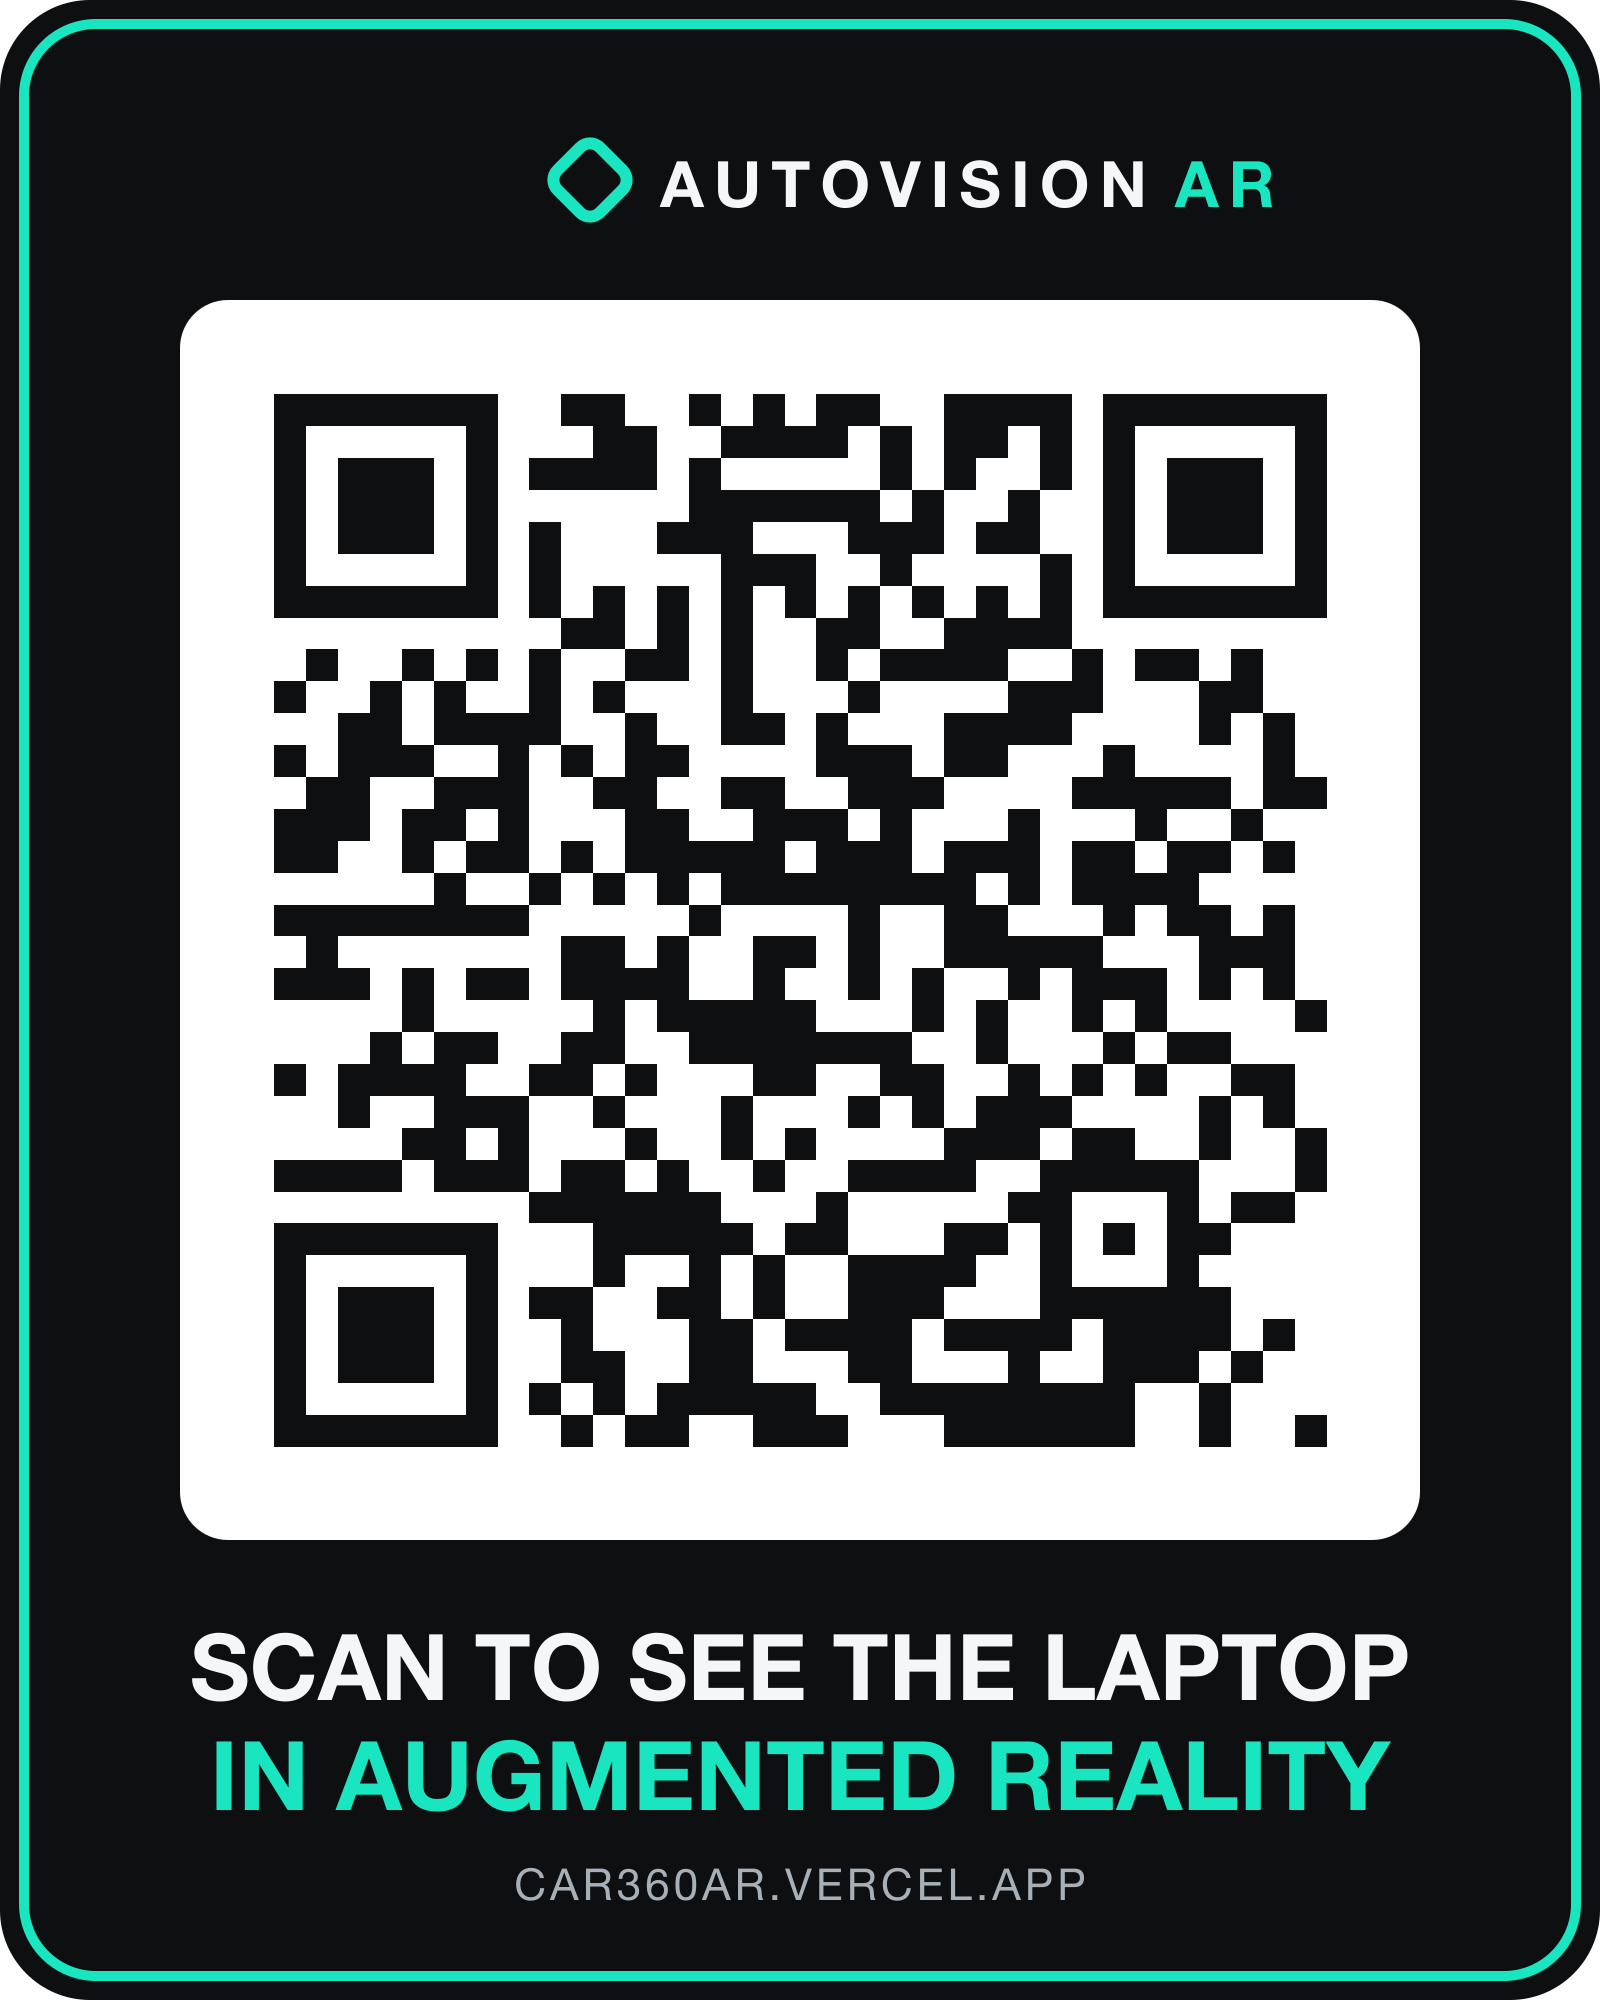 AUTOVISION AR
SCAN TO SEE THE LAPTOP
IN AUGMENTED REALITY
CAR360AR.VERCEL.APP